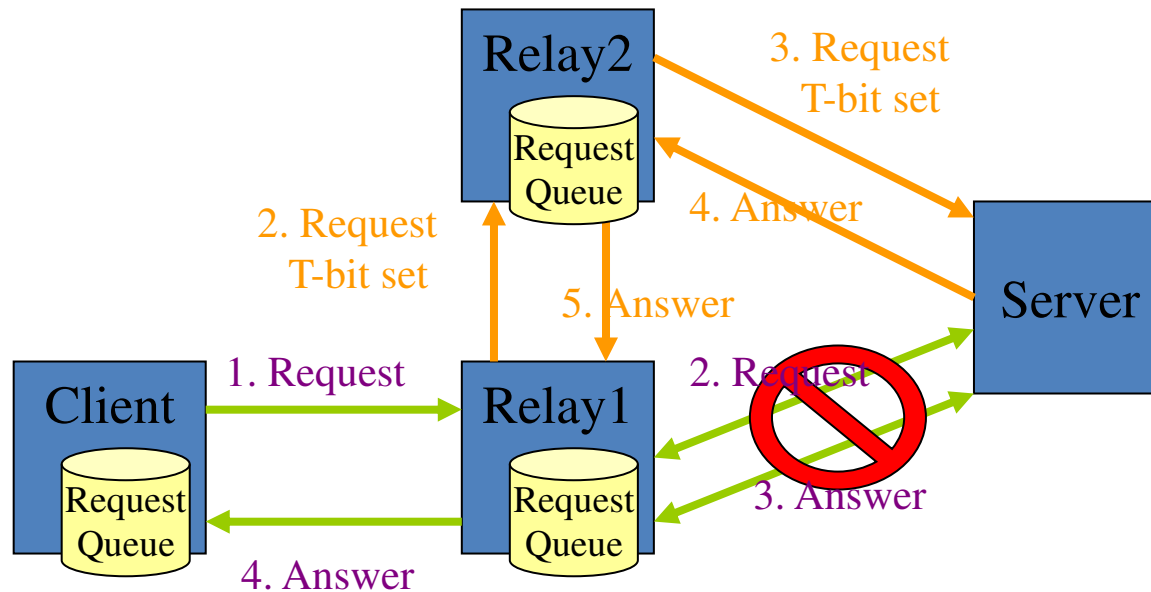 Relay2
Request
Queue
3. Request
T-bit set
4. Answer
2. Request
T-bit set
5. Answer
Server
Client
Request
Queue
1. Request
4. Answer
Relay1
Request
Queue
2. Request
3. Answer